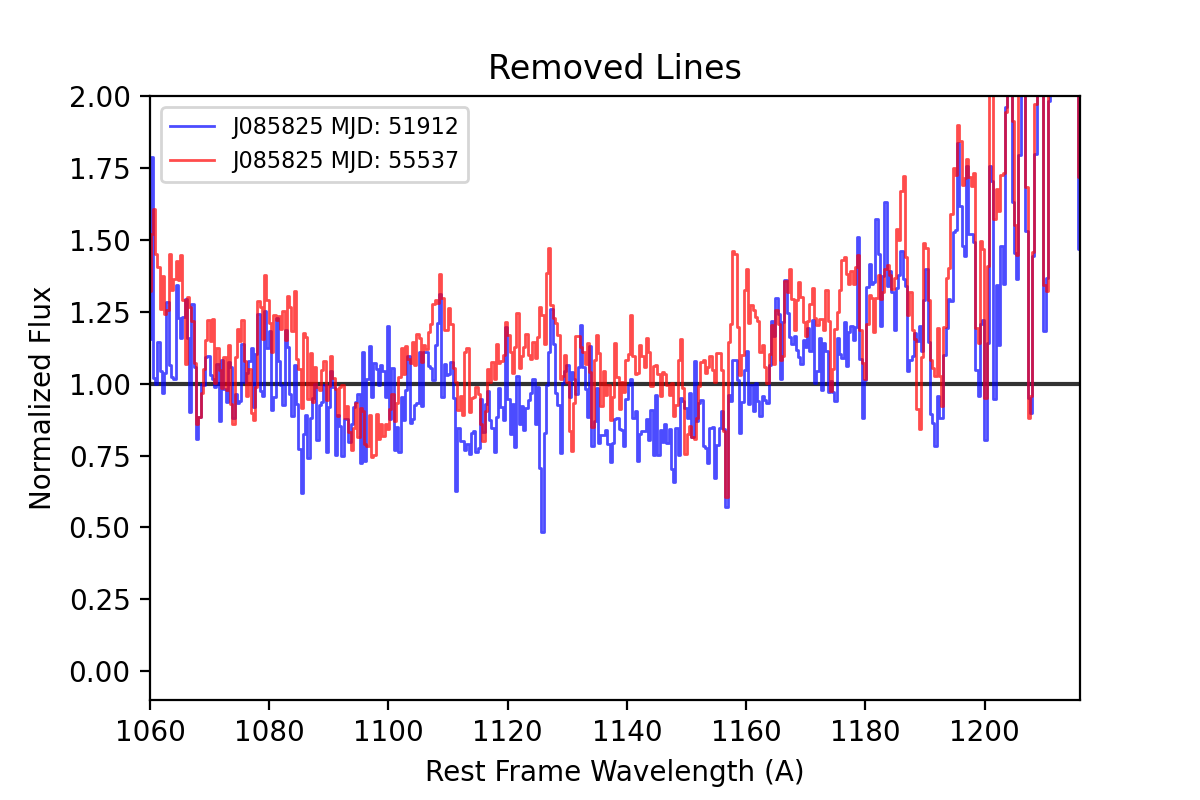 Removed Lines
J085825 MJD: 51912
J085825 MJD: 55537
Normalized Flux
2.00
1.75
1.50
1.25
1.00
0.75
0.50
0.25
0.00
1060 1080 1100 1120 1140 1160 1180 1200
Rest Frame Wavelength (A)